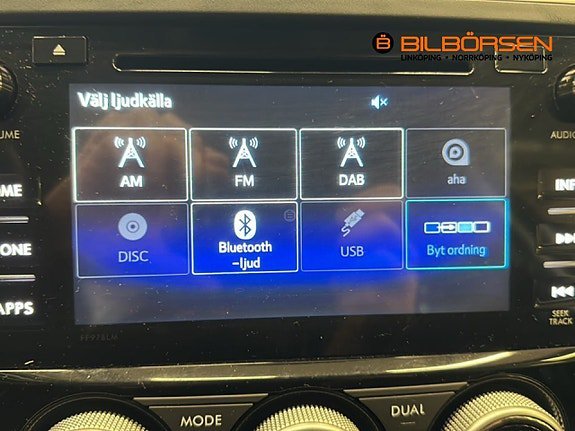 BILBÖRSEN
LINKÖPING • NORRKÖPING • NYKÖPING
Välj ljudkälla
AM
FM
DAB
aha
DISC
Bluetooth
-ljud
USB
Byt ordning
UME
OME
ONE
APPS
AUDIO
INF
SEEK
TRACK
MODE
DUAL